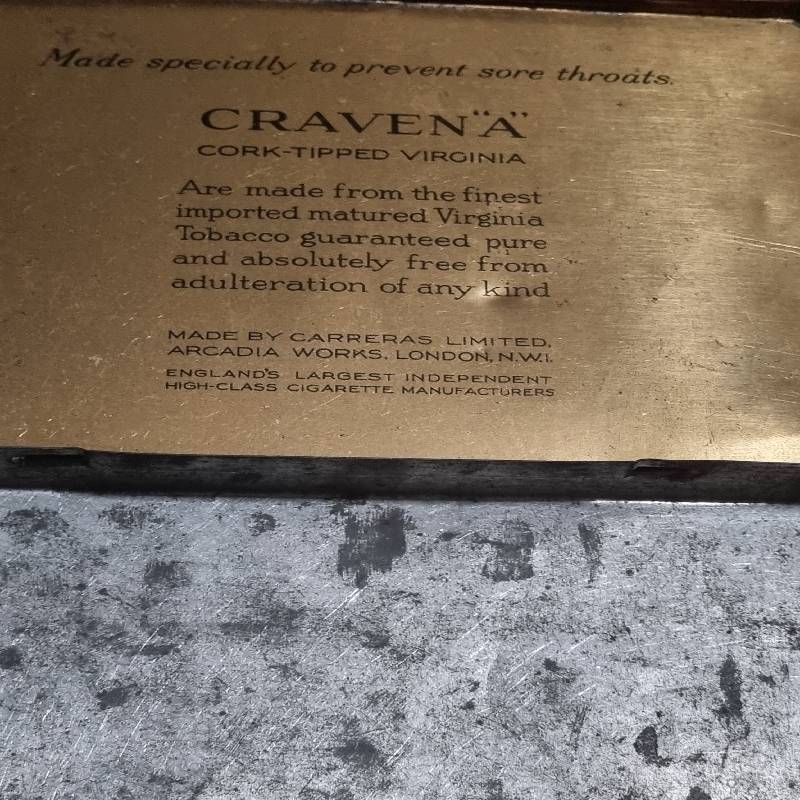 Made specially to prevent sore throats.
CRAVEN "A"
CORK-TIPPED VIRGINIA
Are made from the finest
imported matured Virginia
Tobacco guaranteed pure
and absolutely free from
adulteration of any kind
MADE BY CARRERAS LIMITED,
ARCADIA WORKS, LONDON, N.W.1.
ENGLAND'S LARGEST INDEPENDENT
HIGH-CLASS CIGARETTE MANUFACTURERS